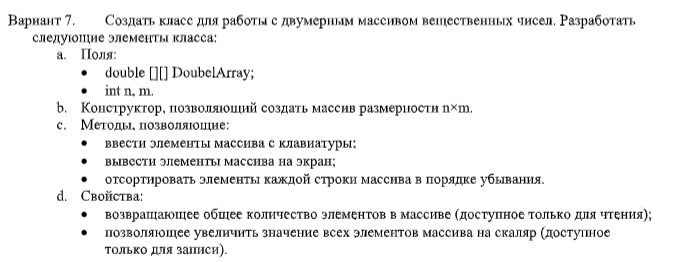 Вариант 7. Создать класс для работы с двумерным массивом вещественных чисел. Разработать
следующие элементы класса:
a. Поля:
• double [][] DoubelArray;
• int n, m.
b. Конструктор, позволяющий создать массив размерности n×m.
c. Методы, позволяющие:
• ввести элементы массива с клавиатуры;
• вывести элементы массива на экран;
• отсортировать элементы каждой строки массива в порядке убывания.
d. Свойства:
• возвращающее общее количество элементов в массиве (доступное только для чтения);
• позволяющее увеличить значение всех элементов массива на скаляр (доступное
только для записи).